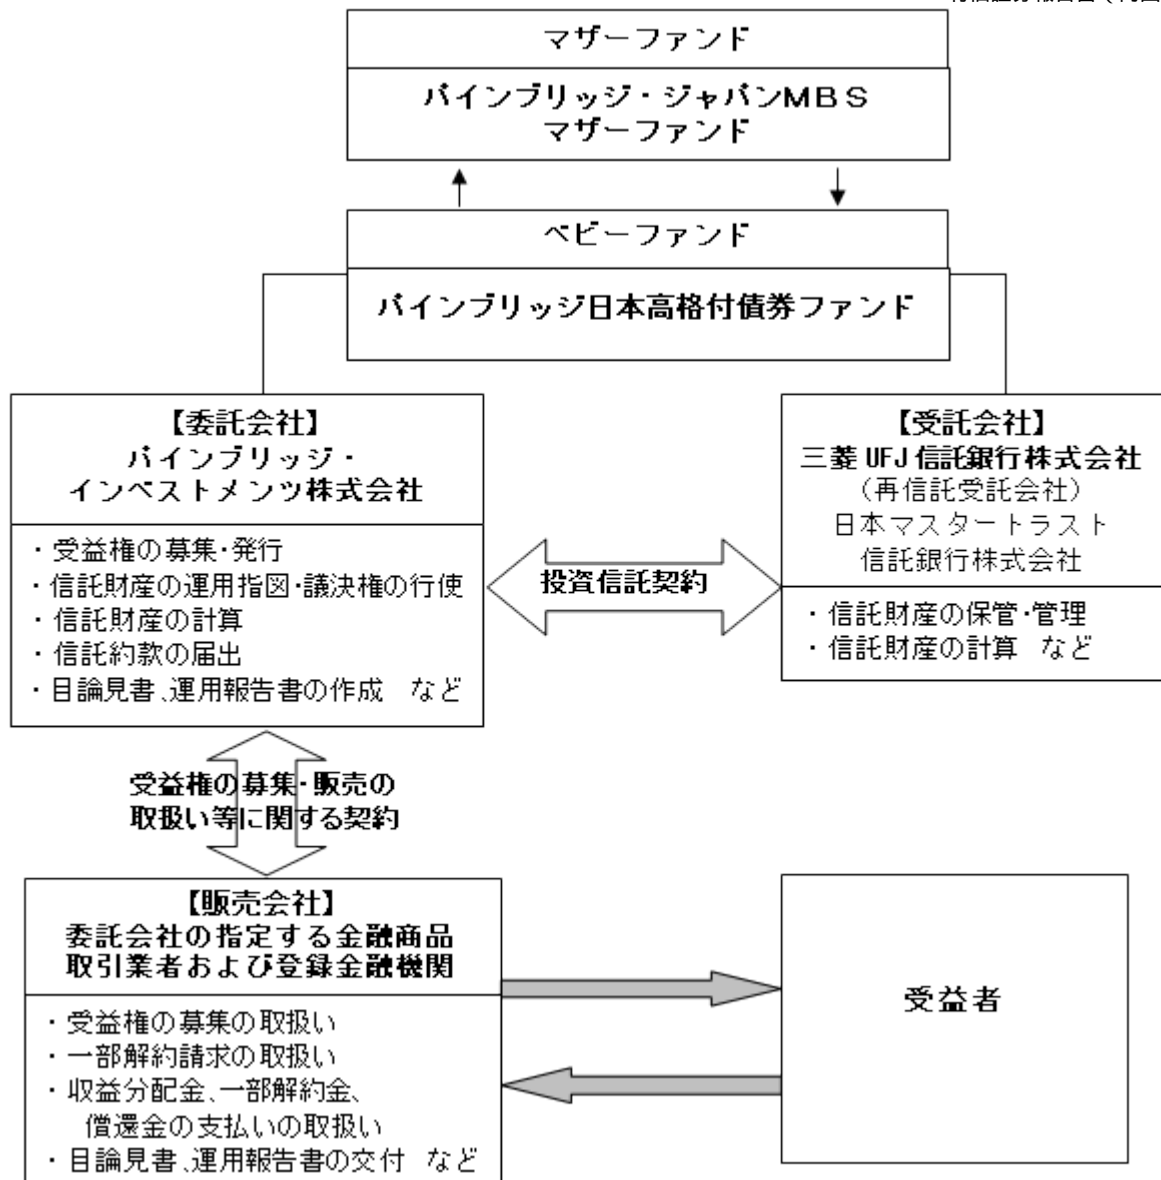 マザーファンド
パインブリッジ・ジャパンMBS
マザーファンド
ベビーファンド
パインブリッジ日本高格付債券ファンド
【委託会社】
パインブリッジ・
インベストメンツ株式会社
・受益権の募集・発行
・信託財産の運用指図・議決権の行使
・信託財産の計算
・信託約款の届出
・目論見書、運用報告書の作成　など
投資信託契約
【受託会社】
三菱UFJ信託銀行株式会社
（再信託受託会社）
日本マスタートラスト
信託銀行株式会社
・信託財産の保管・管理
・信託財産の計算　など
受益権の募集・販売の
取扱い等に関する契約
【販売会社】
委託会社の指定する金融商品
取引業者および登録金融機関
・受益権の募集の取扱い
・一部解約請求の取扱い
・収益分配金、一部解約金、
償還金の支払いの取扱い
・目論見書、運用報告書の交付　など
受益者